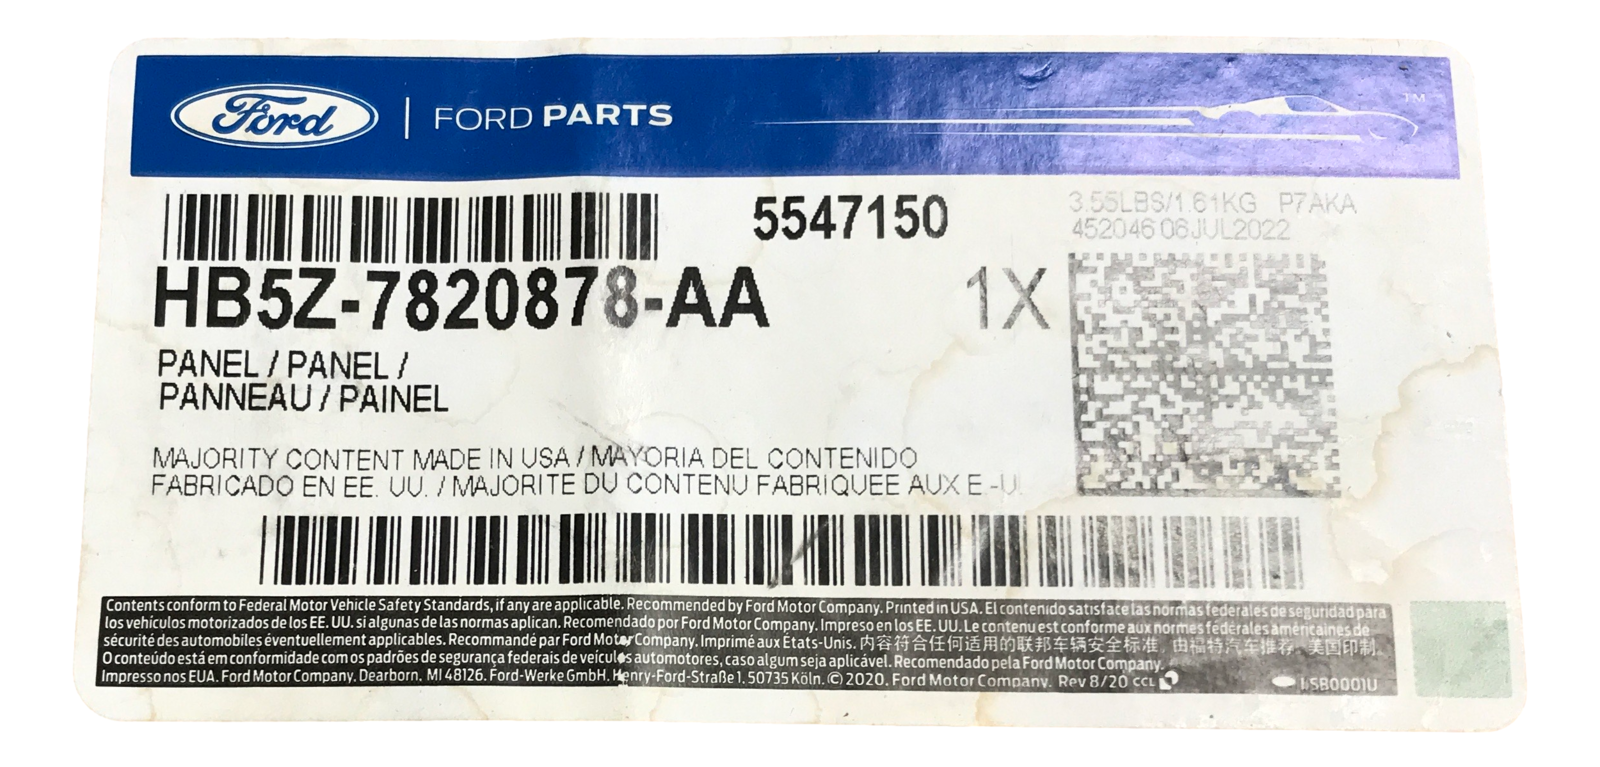 Ford | FORD PARTS
TM
5547150
3.55LBS/1.61KG P7AKA
452046 06JUL2022
HB5Z-7820878-AA 1X
PANEL / PANEL /
PANNEAU / PAINEL
MAJORITY CONTENT MADE IN USA / MAYORIA DEL CONTENIDO
FABRICADO EN EE. UU. / MAJORITE DU CONTENU FABRIQUEE AUX E.-U.
Contents conform to Federal Motor Vehicle Safety Standards, if any are applicable. Recommended by Ford Motor Company. Printed in USA. El contenido satisface las normas federales de seguridad para
los vehículos motorizados de los EE. UU. si algunas de las normas aplican. Recomendado por Ford Motor Company. Impreso en los EE. UU. Le contenu est conforme aux normes fédérales américaines de
sécurité des automobiles éventuellement applicables. Recommandé par Ford Motor Company. Imprimé aux États-Unis. 内容符合任何适用的联邦车辆安全标准。由福特汽车推荐。美国印制。
O conteúdo está em conformidade com os padrões de segurança federais de veículos automotores, caso algum seja aplicável. Recomendado pela Ford Motor Company.
Impresso nos EUA. Ford Motor Company. Dearborn. MI 48126. Ford-Werke GmbH. Henry-Ford-Straße 1. 50735 Köln. © 2020. Ford Motor Company. Rev 8/20 CCL